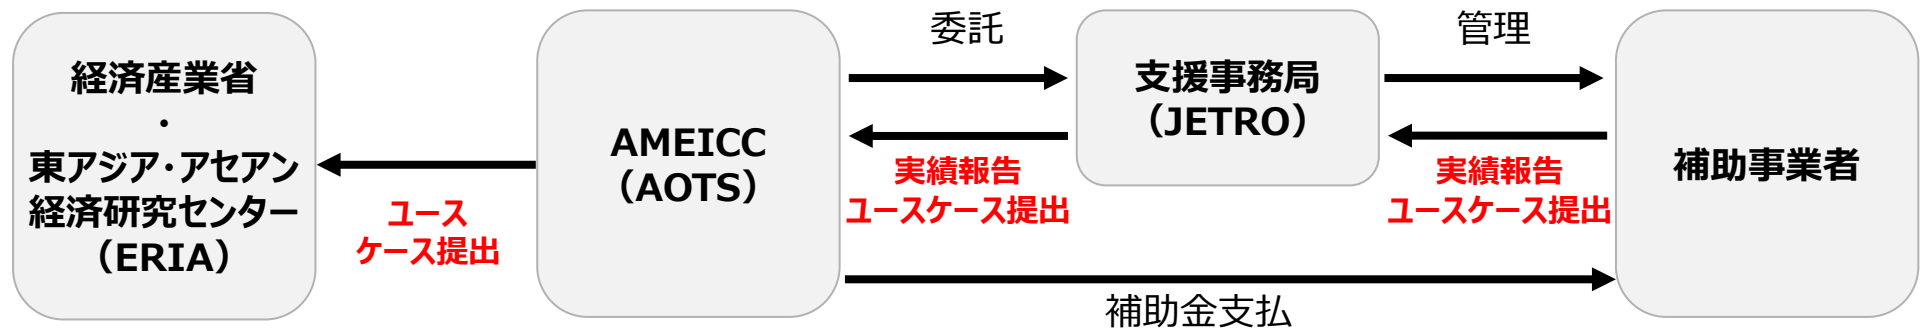 経済産業省
・
東アジア・アセアン
経済研究センター
（ERIA）
ユース
ケース提出
AMEICC
（AOTS）
委託
実績報告
ユースケース提出
支援事務局
（JETRO）
管理
実績報告
ユースケース提出
補助事業者
補助金支払